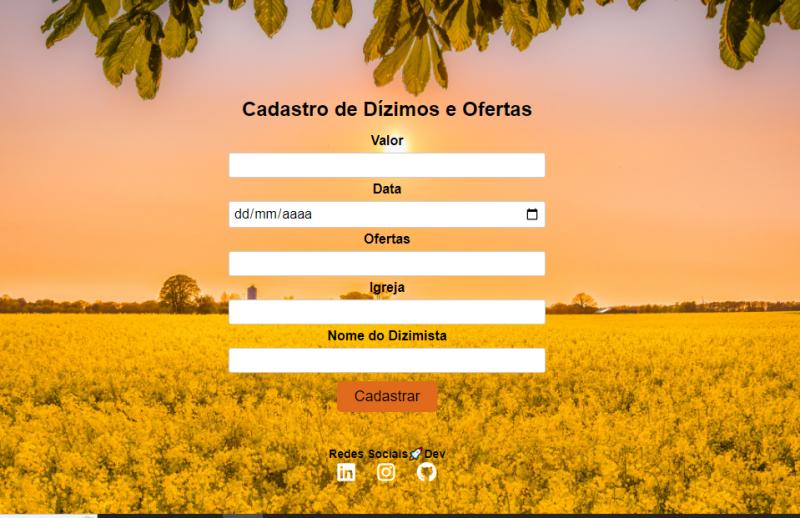 Cadastro de Dízimos e Ofertas
Valor
Data
dd/mm/aaaa
Ofertas
Igreja
Nome do Dizimista
Cadastrar
Redes Sociais🚀Dev